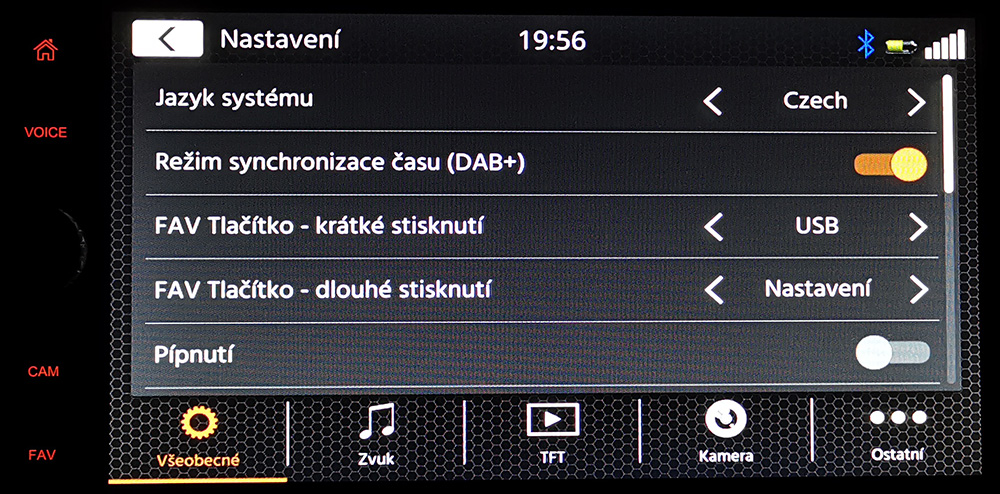 Nastavení
19:56
Jazyk systému
Czech
VOICE
Režim synchronizace času (DAB+)
FAV Tlačítko - krátké stisknutí
USB
FAV Tlačítko - dlouhé stisknutí
Nastavení
Pípnutí
CAM
FAV
Všeobecné
Zvuk
TFT
Kamera
Ostatní